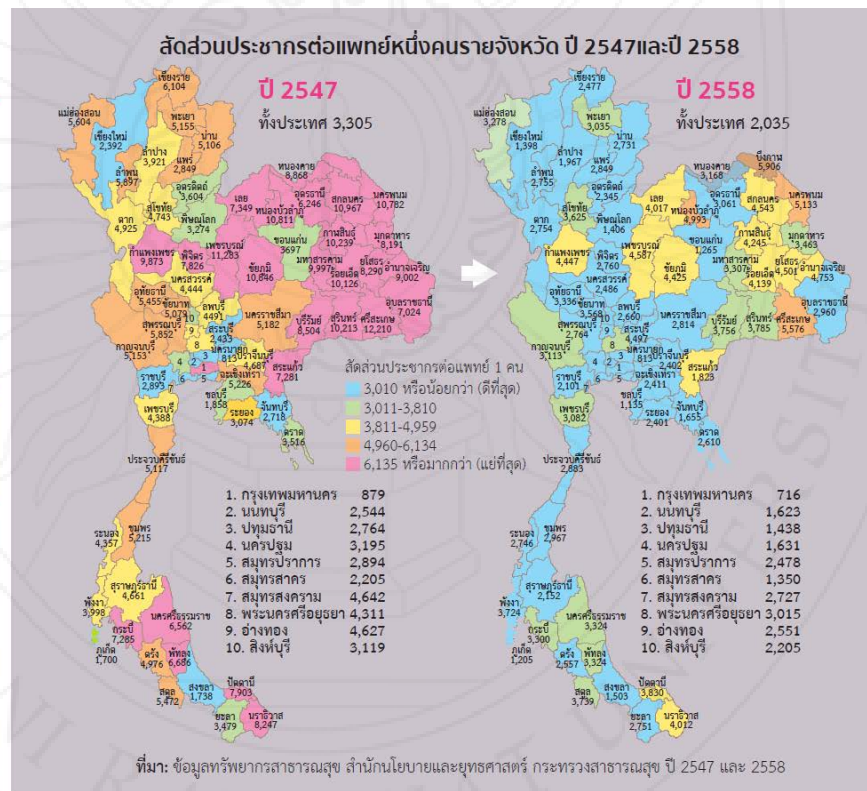 สัดส่วนประชากรต่อแพทย์หนึ่งคนรายจังหวัด ปี 2547และปี 2558
ปี 2547
ทั้งประเทศ 3,305
เชียงราย
6,104
แม่ฮ่องสอน
5,604
พะเยา
5,155
เชียงใหม่
2,392
น่าน
5,106
ลำปาง
3,921
ลำพูน
5,697
แพร่
2,849
อุตรดิตถ์
3,604
สุโขทัย
4,743
ตาก
4,925
พิษณุโลก
3,274
กำแพงเพชร
9,873
พิจิตร
7,826
เพชรบูรณ์
11,283
เลย
7,349
หนองคาย
8,868
อุดรธานี
6,246
หนองบัวลำภู
10,811
สกลนคร
10,967
นครพนม
10,782
ขอนแก่น
3697
กาฬสินธุ์
10,239
มุกดาหาร
8,191
มหาสารคาม
9,997
ร้อยเอ็ด
10,126
ยโสธร
8,290
อำนาจเจริญ
9,002
ชัยภูมิ
10,846
อุบลราชธานี
7,024
นครสวรรค์
4,444
อุทัยธานี
5,455
ชัยนาท
5,079
ลพบุรี
4491
สุพรรณบุรี
5,852
สระบุรี
2,433
นครราชสีมา
5,182
บุรีรัมย์
8,504
สุรินทร์
10,213
ศรีสะเกษ
12,210
กาญจนบุรี
5,153
นครนายก
813
ปราจีนบุรี
4,687
สระแก้ว
7,281
ราชบุรี
2,893
ฉะเชิงเทรา
5,226
ชลบุรี
1,858
ระยอง
3,074
จันทบุรี
2,718
ตราด
3,516
เพชรบุรี
4,388
ประจวบคีรีขันธ์
5,117
ระนอง
4,357
ชุมพร
5,215
สุราษฎร์ธานี
4,661
พังงา
3,998
กระบี่
7,285
นครศรีธรรมราช
6,562
ภูเก็ต
1,700
ตรัง
4,976
พัทลุง
6,686
สตูล
5,472
สงขลา
1,738
ปัตตานี
7,903
ยะลา
3,479
นราธิวาส
8,247
สัดส่วนประชากรต่อแพทย์ 1 คน
3,010 หรือน้อยกว่า (ดีที่สุด)
3,011-3,810
3,811-4,959
4,960-6,134
6,135 หรือมากกว่า (แย่ที่สุด)
1. กรุงเทพมหานคร 879
2. นนทบุรี 2,544
3. ปทุมธานี 2,764
4. นครปฐม 3,195
5. สมุทรปราการ 2,894
6. สมุทรสาคร 2,205
7. สมุทรสงคราม 4,642
8. พระนครศรีอยุธยา 4,311
9. อ่างทอง 4,627
10. สิงห์บุรี 3,119
ปี 2558
ทั้งประเทศ 2,035
เชียงราย
2,477
แม่ฮ่องสอน
3,278
พะเยา
3,035
เชียงใหม่
1,398
น่าน
2,731
ลำปาง
1,967
ลำพูน
2,755
แพร่
2,849
อุตรดิตถ์
2,345
สุโขทัย
3,625
ตาก
2,754
พิษณุโลก
1,406
กำแพงเพชร
4,447
พิจิตร
2,760
เพชรบูรณ์
4,587
เลย
4,017
หนองคาย
3,168
บึงกาฬ
5,906
อุดรธานี
3,061
หนองบัวลำภู
4,993
สกลนคร
4,543
นครพนม
5,133
ขอนแก่น
1,265
กาฬสินธุ์
4,245
มุกดาหาร
3,463
มหาสารคาม
3,307
ร้อยเอ็ด
4,139
ยโสธร
4,501
อำนาจเจริญ
4,753
ชัยภูมิ
4,425
อุบลราชธานี
2,960
นครสวรรค์
2,486
อุทัยธานี
3,336
ชัยนาท
3,568
ลพบุรี
2,660
สุพรรณบุรี
2,764
สระบุรี
4,497
นครราชสีมา
2,814
บุรีรัมย์
3,756
สุรินทร์
3,785
ศรีสะเกษ
5,576
กาญจนบุรี
3,113
นครนายก
813
ปราจีนบุรี
2,402
สระแก้ว
1,823
ราชบุรี
2,101
ฉะเชิงเทรา
2,411
ชลบุรี
1,135
ระยอง
2,401
จันทบุรี
1,655
ตราด
2,610
เพชรบุรี
3,082
ประจวบคีรีขันธ์
2,883
ระนอง
2,746
ชุมพร
2,967
สุราษฎร์ธานี
2,152
พังงา
3,724
กระบี่
3,300
นครศรีธรรมราช
3,324
ภูเก็ต
1,205
ตรัง
2,557
พัทลุง
3,324
สตูล
3,739
สงขลา
1,503
ปัตตานี
3,830
ยะลา
2,751
นราธิวาส
4,012
1. กรุงเทพมหานคร 716
2. นนทบุรี 1,623
3. ปทุมธานี 1,438
4. นครปฐม 1,631
5. สมุทรปราการ 2,478
6. สมุทรสาคร 1,350
7. สมุทรสงคราม 2,727
8. พระนครศรีอยุธยา 3,015
9. อ่างทอง 2,551
10. สิงห์บุรี 2,205
ที่มา: ข้อมูลทรัพยากรสาธารณสุข สำนักนโยบายและยุทธศาสตร์ กระทรวงสาธารณสุข ปี 2547 และ 2558